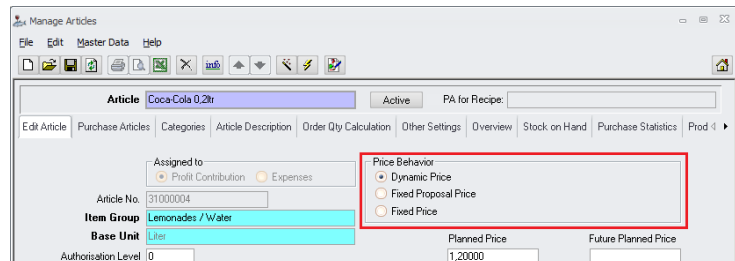 Manage Articles
File Edit Master Data Help
info
Article Coca-Cola 0,2ltr Active PA for Recipe:
Edit Article Purchase Articles Categories Article Description Order Qty Calculation Other Settings Overview Stock on Hand Purchase Statistics Prod
Assigned to Price Behavior
Profit Contribution Expenses Dynamic Price
Fixed Proposal Price
Article No. 31000004
Fixed Price
Item Group Lemonades / Water
Base Unit Liter Planned Price Future Planned Price
Authorisation Level 0 1,20000